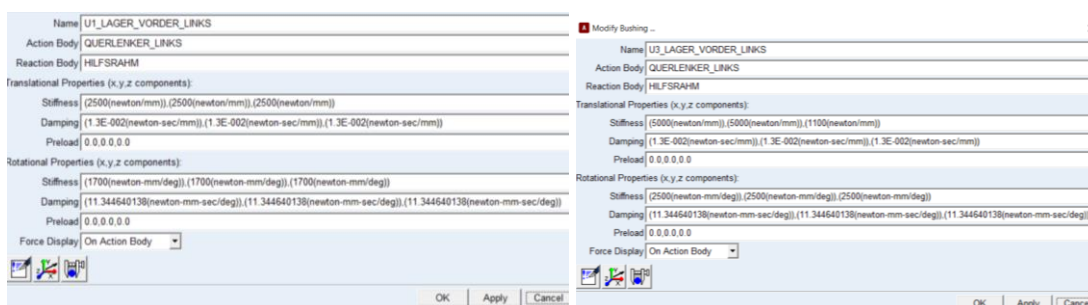 Name U1_LAGER_VORDER_LINKS
Action Body QUERLENKER_LINKS
Reaction Body HILFSRAHM
Translational Properties (x,y,z components):
Stiffness (2500(newton/mm)),(2500(newton/mm)),(2500(newton/mm))
Damping (1.3E-002(newton-sec/mm)),(1.3E-002(newton-sec/mm)),(1.3E-002(newton-sec/mm))
Preload 0.0,0.0,0.0
Rotational Properties (x,y,z components):
Stiffness (1700(newton-mm/deg)),(1700(newton-mm/deg)),(1700(newton-mm/deg))
Damping (11.344640138(newton-mm-sec/deg)),(11.344640138(newton-mm-sec/deg)),(11.344640138(newton-mm-sec/deg))
Preload 0.0,0.0,0.0
Force Display On Action Body
OK Apply Cancel
Modify Bushing ...
Name U3_LAGER_VORDER_LINKS
Action Body QUERLENKER_LINKS
Reaction Body HILFSRAHM
Translational Properties (x,y,z components):
Stiffness (5000(newton/mm)),(5000(newton/mm)),(1100(newton/mm))
Damping (1.3E-002(newton-sec/mm)),(1.3E-002(newton-sec/mm)),(1.3E-002(newton-sec/mm))
Preload 0.0,0.0,0.0
Rotational Properties (x,y,z components):
Stiffness (2500(newton-mm/deg)),(2500(newton-mm/deg)),(2500(newton-mm/deg))
Damping (11.344640138(newton-mm-sec/deg)),(11.344640138(newton-mm-sec/deg)),(11.344640138(newton-mm-sec/deg))
Preload 0.0,0.0,0.0
Force Display On Action Body
OK Apply Cance